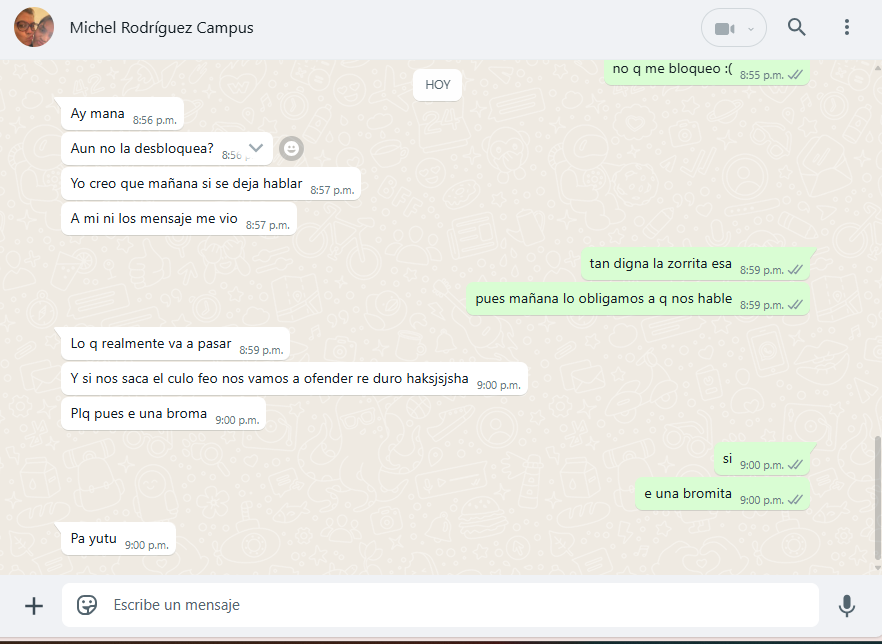 Michel Rodríguez Campus
no q me bloqueo :( 8:55 p.m.
HOY
Ay mana 8:56 p.m.
Aun no la desbloquea? 8:56
Yo creo que mañana si se deja hablar 8:57 p.m.
A mi ni los mensaje me vio 8:57 p.m.
tan digna la zorrita esa 8:59 p.m.
pues mañana lo obligamos a q nos hable 8:59 p.m.
Lo q realmente va a pasar 8:59 p.m.
Y si nos saca el culo feo nos vamos a ofender re duro haksjsjsha 9:00 p.m.
Plq pues e una broma 9:00 p.m.
si 9:00 p.m.
e una bromita 9:00 p.m.
Pa yutu 9:00 p.m.
Escribe un mensaje